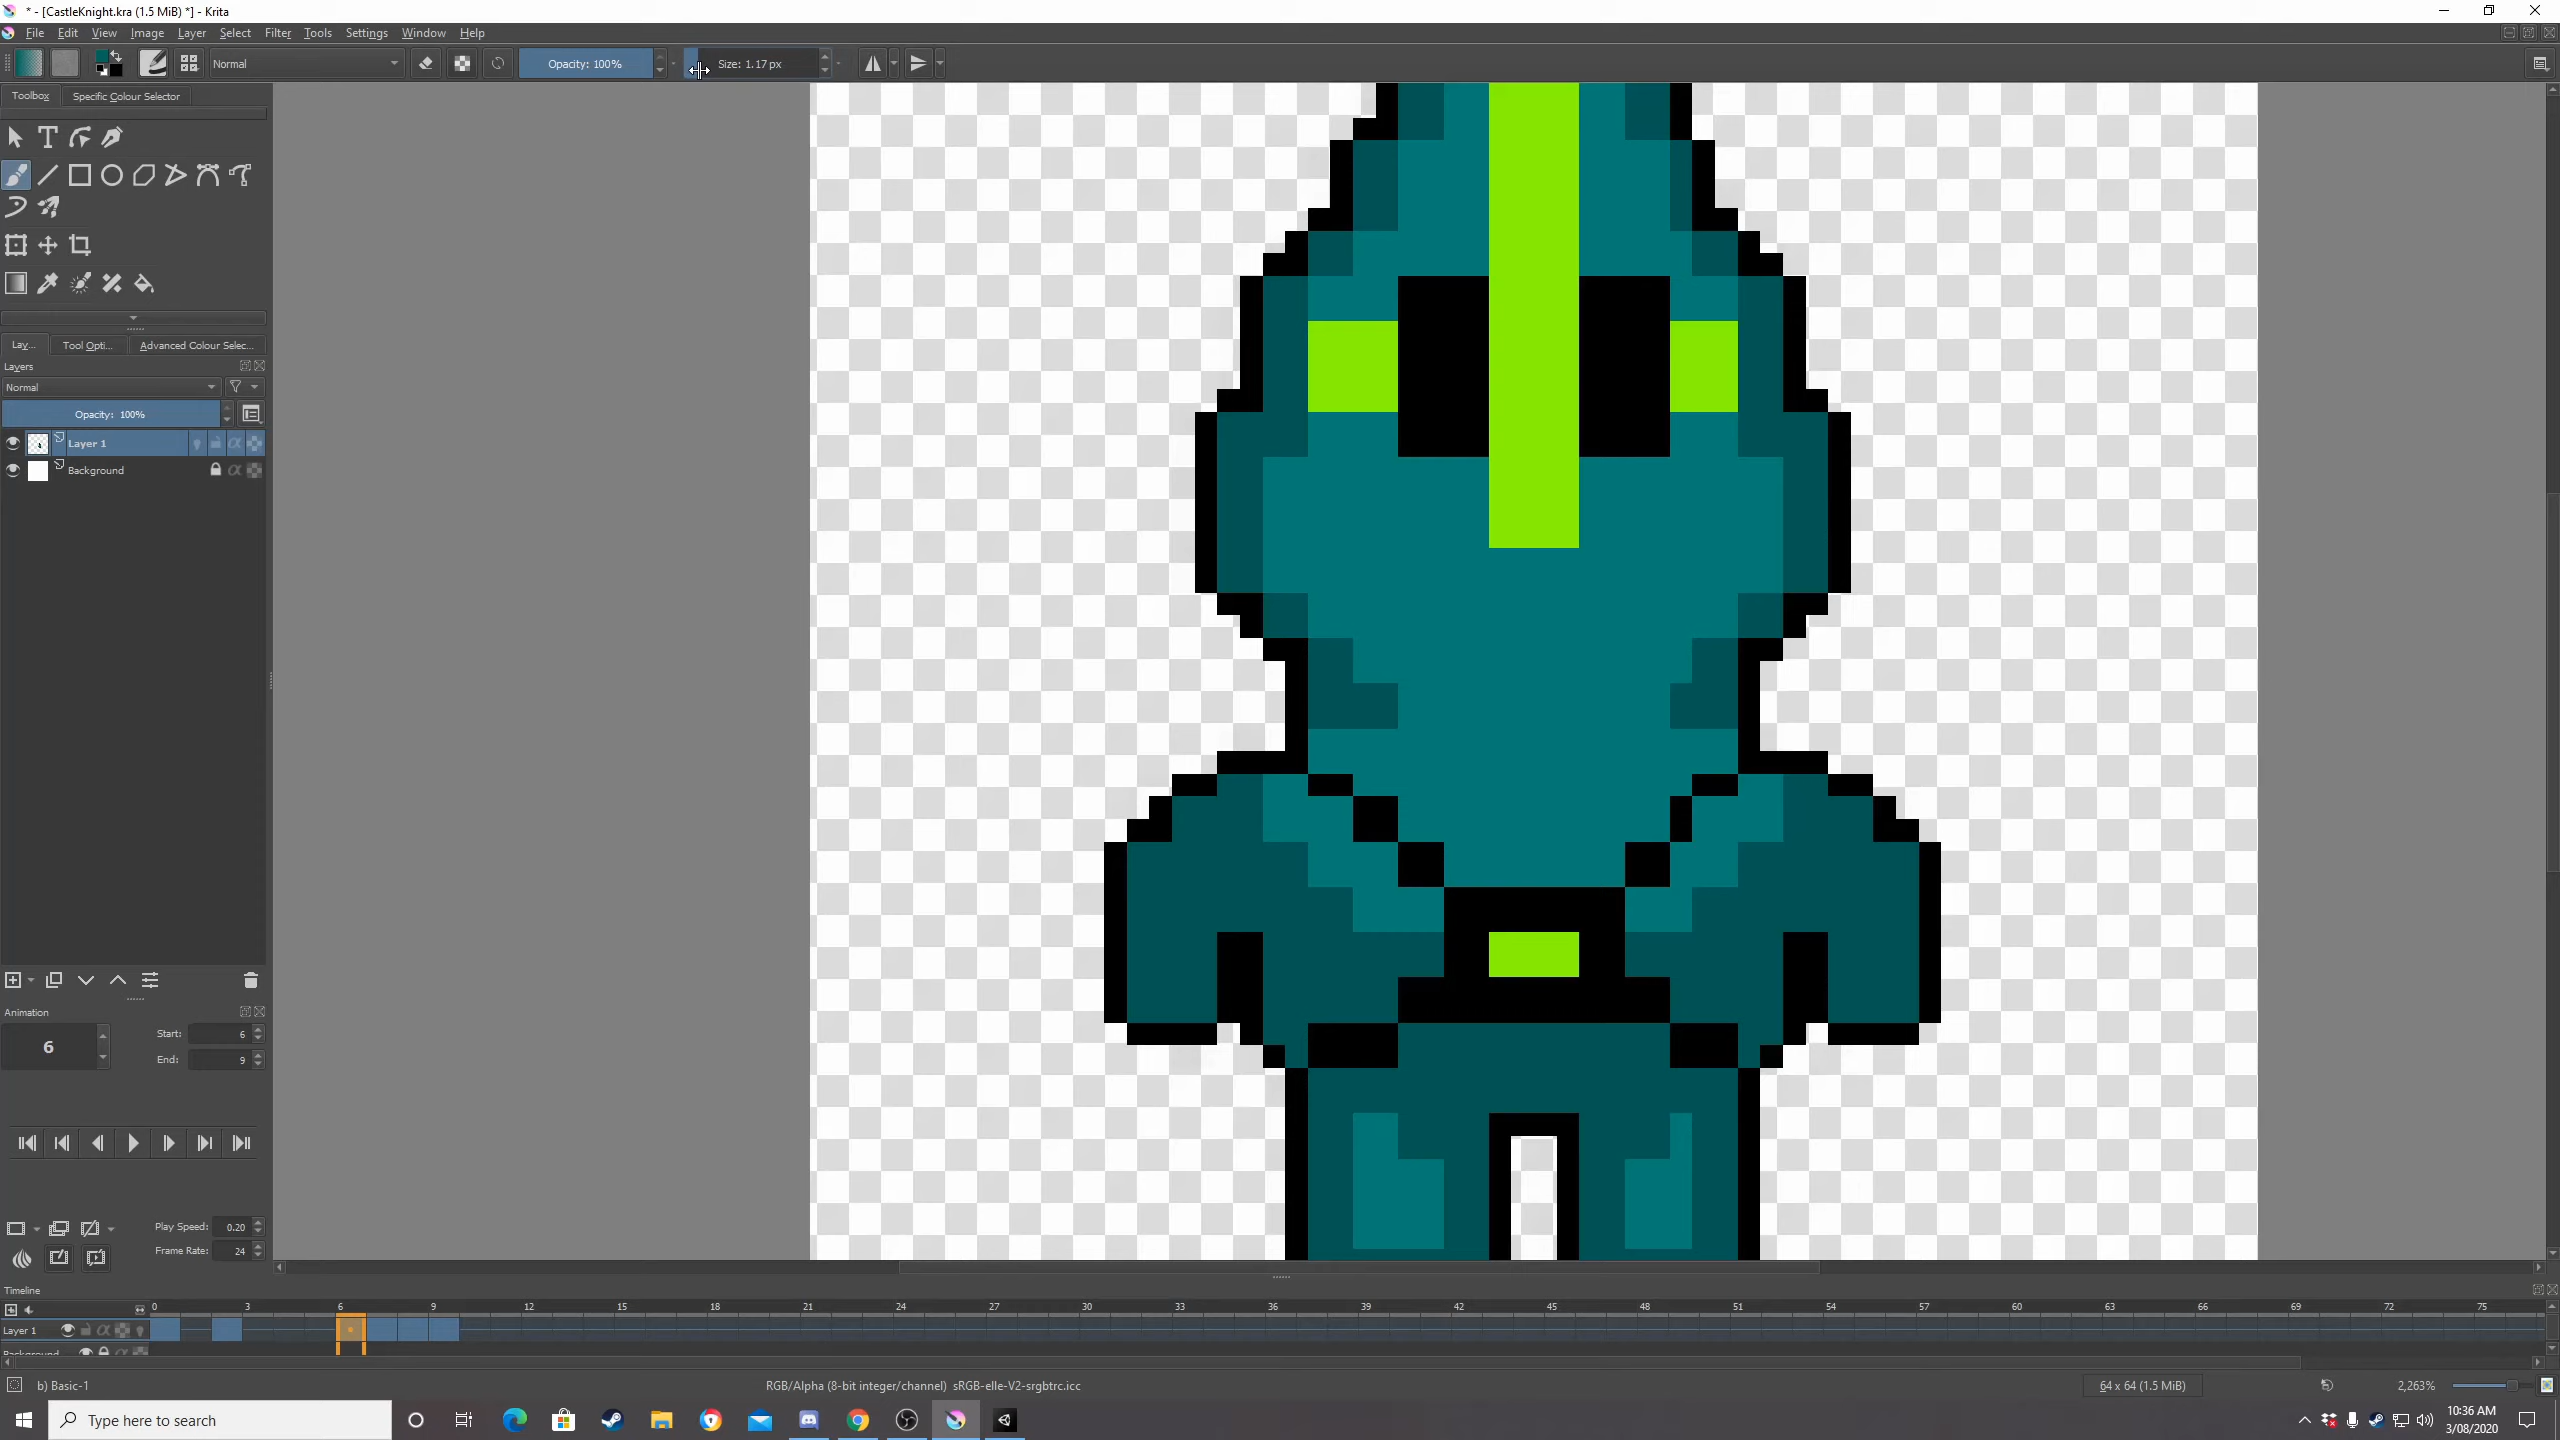 * - [CastleKnight.kra (1.5 MiB) *] - Krita
File Edit View Image Layer Select Filter Tools Settings Window Help
Normal Opacity: 100% Size: 1.17 px
Toolbox Specific Colour Selector
Lay... Tool Opti... Advanced Colour Selec...
Layers
Normal
Opacity: 100%
Layer 1
Background
Animation
6
Start: 6
End: 9
Play Speed: 0.20
Frame Rate: 24
Timeline
0 3 6 9 12 15 18 21 24 27 30 33 36 39 42 45 48 51 54 57 60 63 66 69 72 75
Layer 1
Background
b) Basic-1
RGB/Alpha (8-bit integer/channel) sRGB-elle-V2-srgbtrc.icc
64 x 64 (1.5 MiB)
2,263%
Type here to search
10:36 AM
3/08/2020